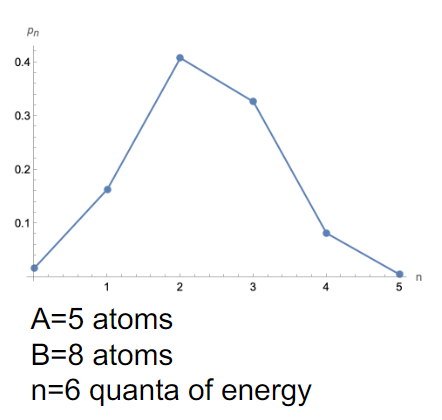 Pn
0.4
0.3
0.2
0.1
1 2 3 4 5 n
A=5 atoms
B=8 atoms
n=6 quanta of energy